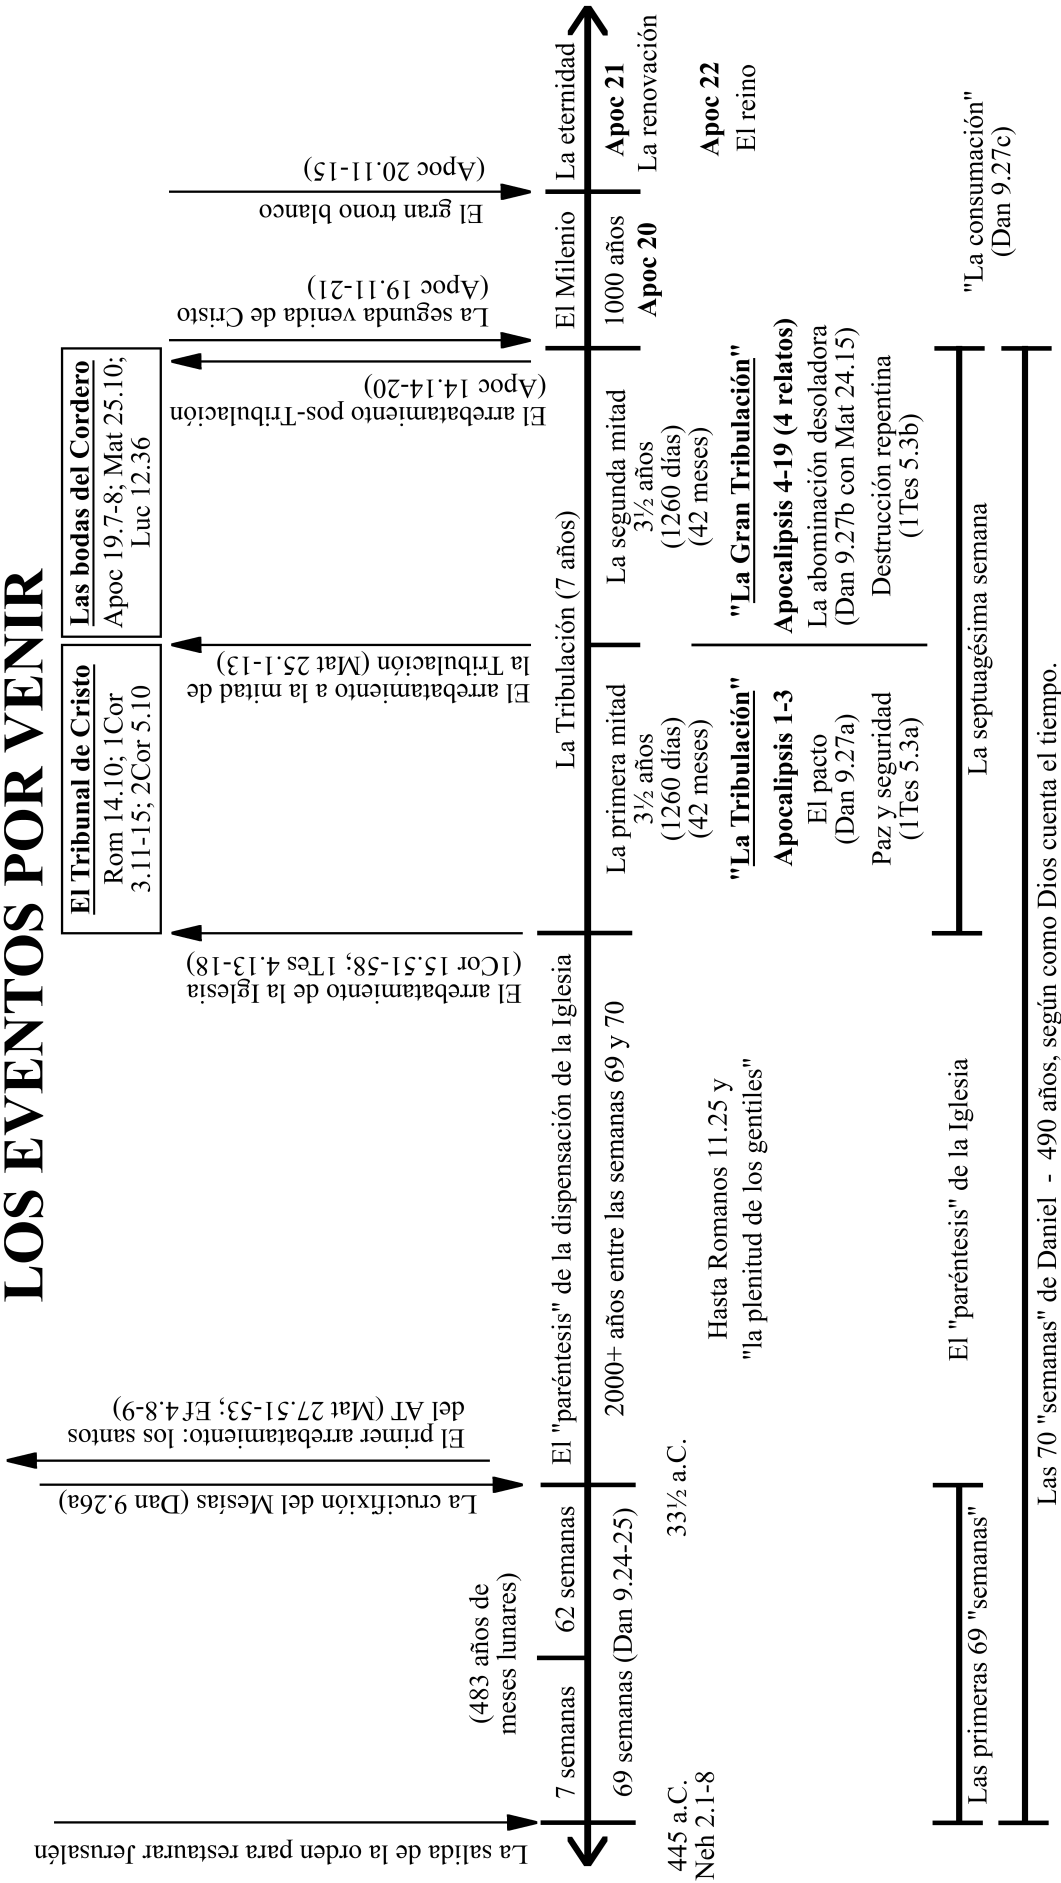 LOS EVENTOS POR VENIR
La salida de la orden para restaurar Jerusalén
La crucifixión del Mesías (Dan 9.26a)
El primer arrebatamiento: los santos
del AT (Mat 27.51-53; Ef 4.8-9)
El arrebatamiento de la Iglesia
(1Cor 15.51-58; 1Tes 4.13-18)
El Tribunal de Cristo
Rom 14.10; 1Cor
3.11-15; 2Cor 5.10
El arrebatamiento a la mitad de
la Tribulación (Mat 25.1-13)
Las bodas del Cordero
Apoc 19.7-8; Mat 25.10;
Luc 12.36
El arrebatamiento pos-Tribulación
(Apoc 14.14-20)
La segunda venida de Cristo
(Apoc 19.11-21)
El gran trono blanco
(Apoc 20.11-15)
(483 años de
meses lunares)
7 semanas
62 semanas
El "paréntesis" de la dispensación de la Iglesia
La Tribulación (7 años)
El Milenio
La eternidad
69 semanas (Dan 9.24-25)
445 a.C.
Neh 2.1-8
33½ a.C.
2000+ años entre las semanas 69 y 70
Hasta Romanos 11.25 y
"la plenitud de los gentiles"
La primera mitad
3½ años
(1260 días)
(42 meses)
"La Tribulación"
Apocalipsis 1-3
El pacto
(Dan 9.27a)
Paz y seguridad
(1Tes 5.3a)
La segunda mitad
3½ años
(1260 días)
(42 meses)
"La Gran Tribulación"
Apocalipsis 4-19 (4 relatos)
La abominación desoladora
(Dan 9.27b con Mat 24.15)
Destrucción repentina
(1Tes 5.3b)
1000 años
Apoc 20
Apoc 21
La renovación
Apoc 22
El reino
Las primeras 69 "semanas"
El "paréntesis" de la Iglesia
La septuagésima semana
"La consumación"
(Dan 9.27c)
Las 70 "semanas" de Daniel - 490 años, según como Dios cuenta el tiempo.